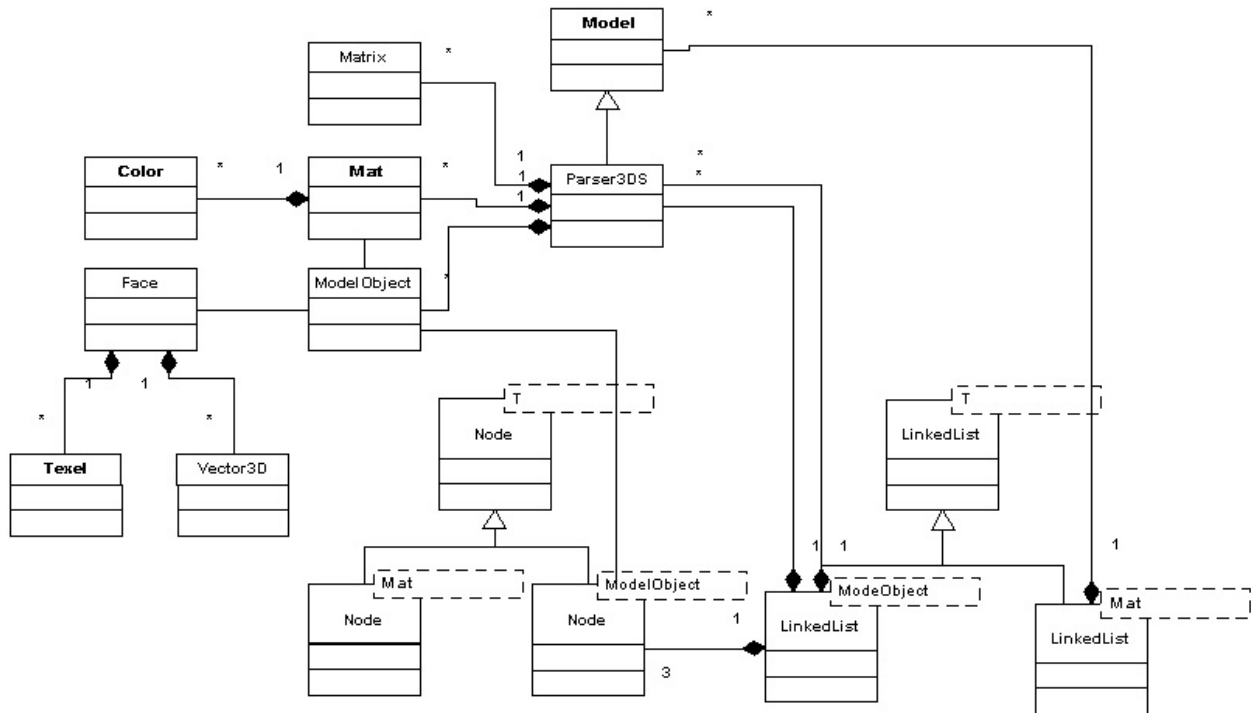 *
Model
Matrix
*
Color
*
1
Mat
*
1
1
1
Parser3DS
*
*
Face
ModelObject
*
1
1
*
*
Texel
Vector3D
T
Node
T
LinkedList
Mat
Node
ModelObject
Node
1
3
1
1
ModeObject
LinkedList
1
Mat
LinkedList